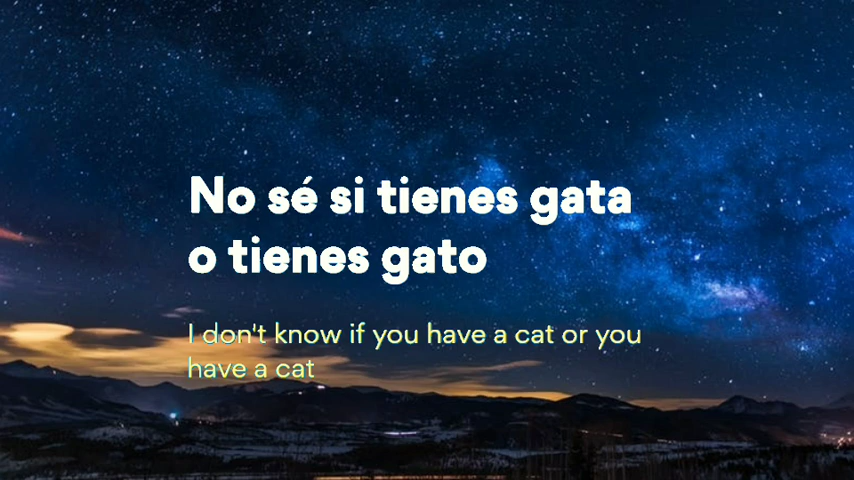 No sé si tienes gata
o tienes gato
I don't know if you have a cat or you
have a cat